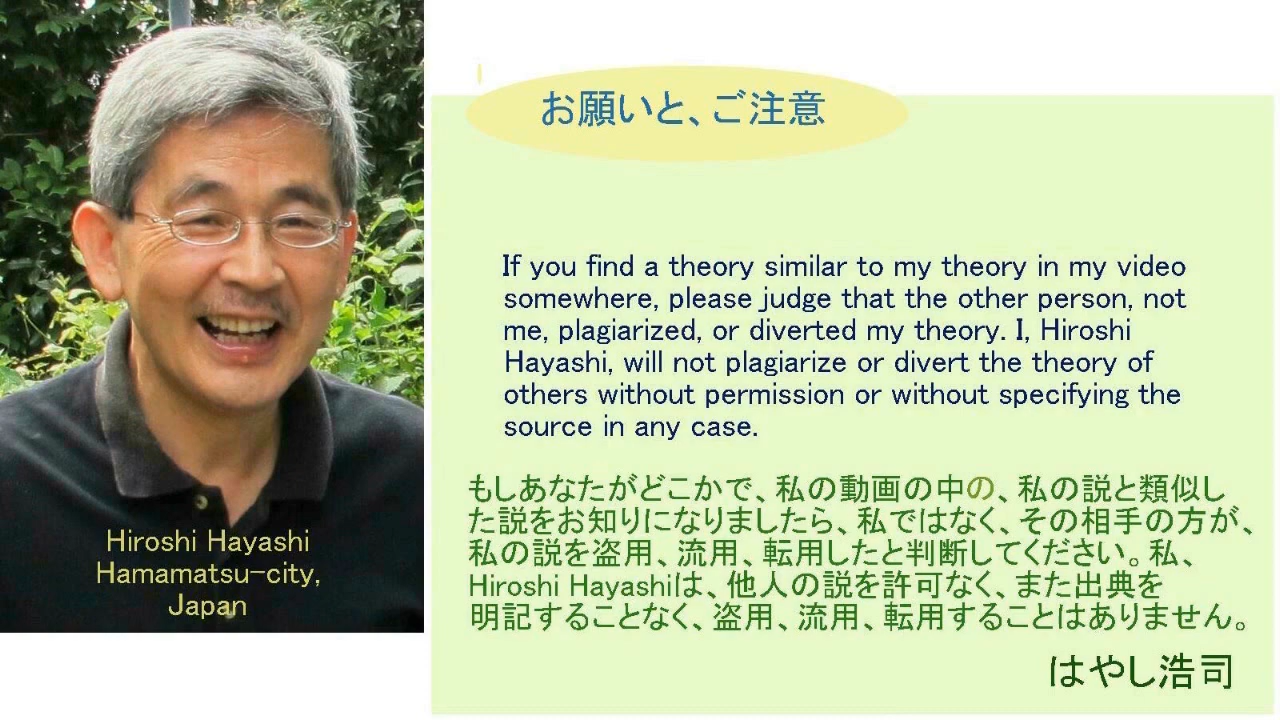 Hiroshi Hayashi
Hamamatsu-city,
Japan
お願いと、ご注意
If you find a theory similar to my theory in my video
somewhere, please judge that the other person, not
me, plagiarized, or diverted my theory. I, Hiroshi
Hayashi, will not plagiarize or divert the theory of
others without permission or without specifying the
source in any case.
もしあなたがどこかで、私の動画の中の、私の説と類似し
た説をお知りになりましたら、私ではなく、その相手の方が、
私の説を盗用、流用、転用したと判断してください。私、
Hiroshi Hayashiは、他人の説を許可なく、また出典を
明記することなく、盗用、流用、転用することはありません。
はやし浩司